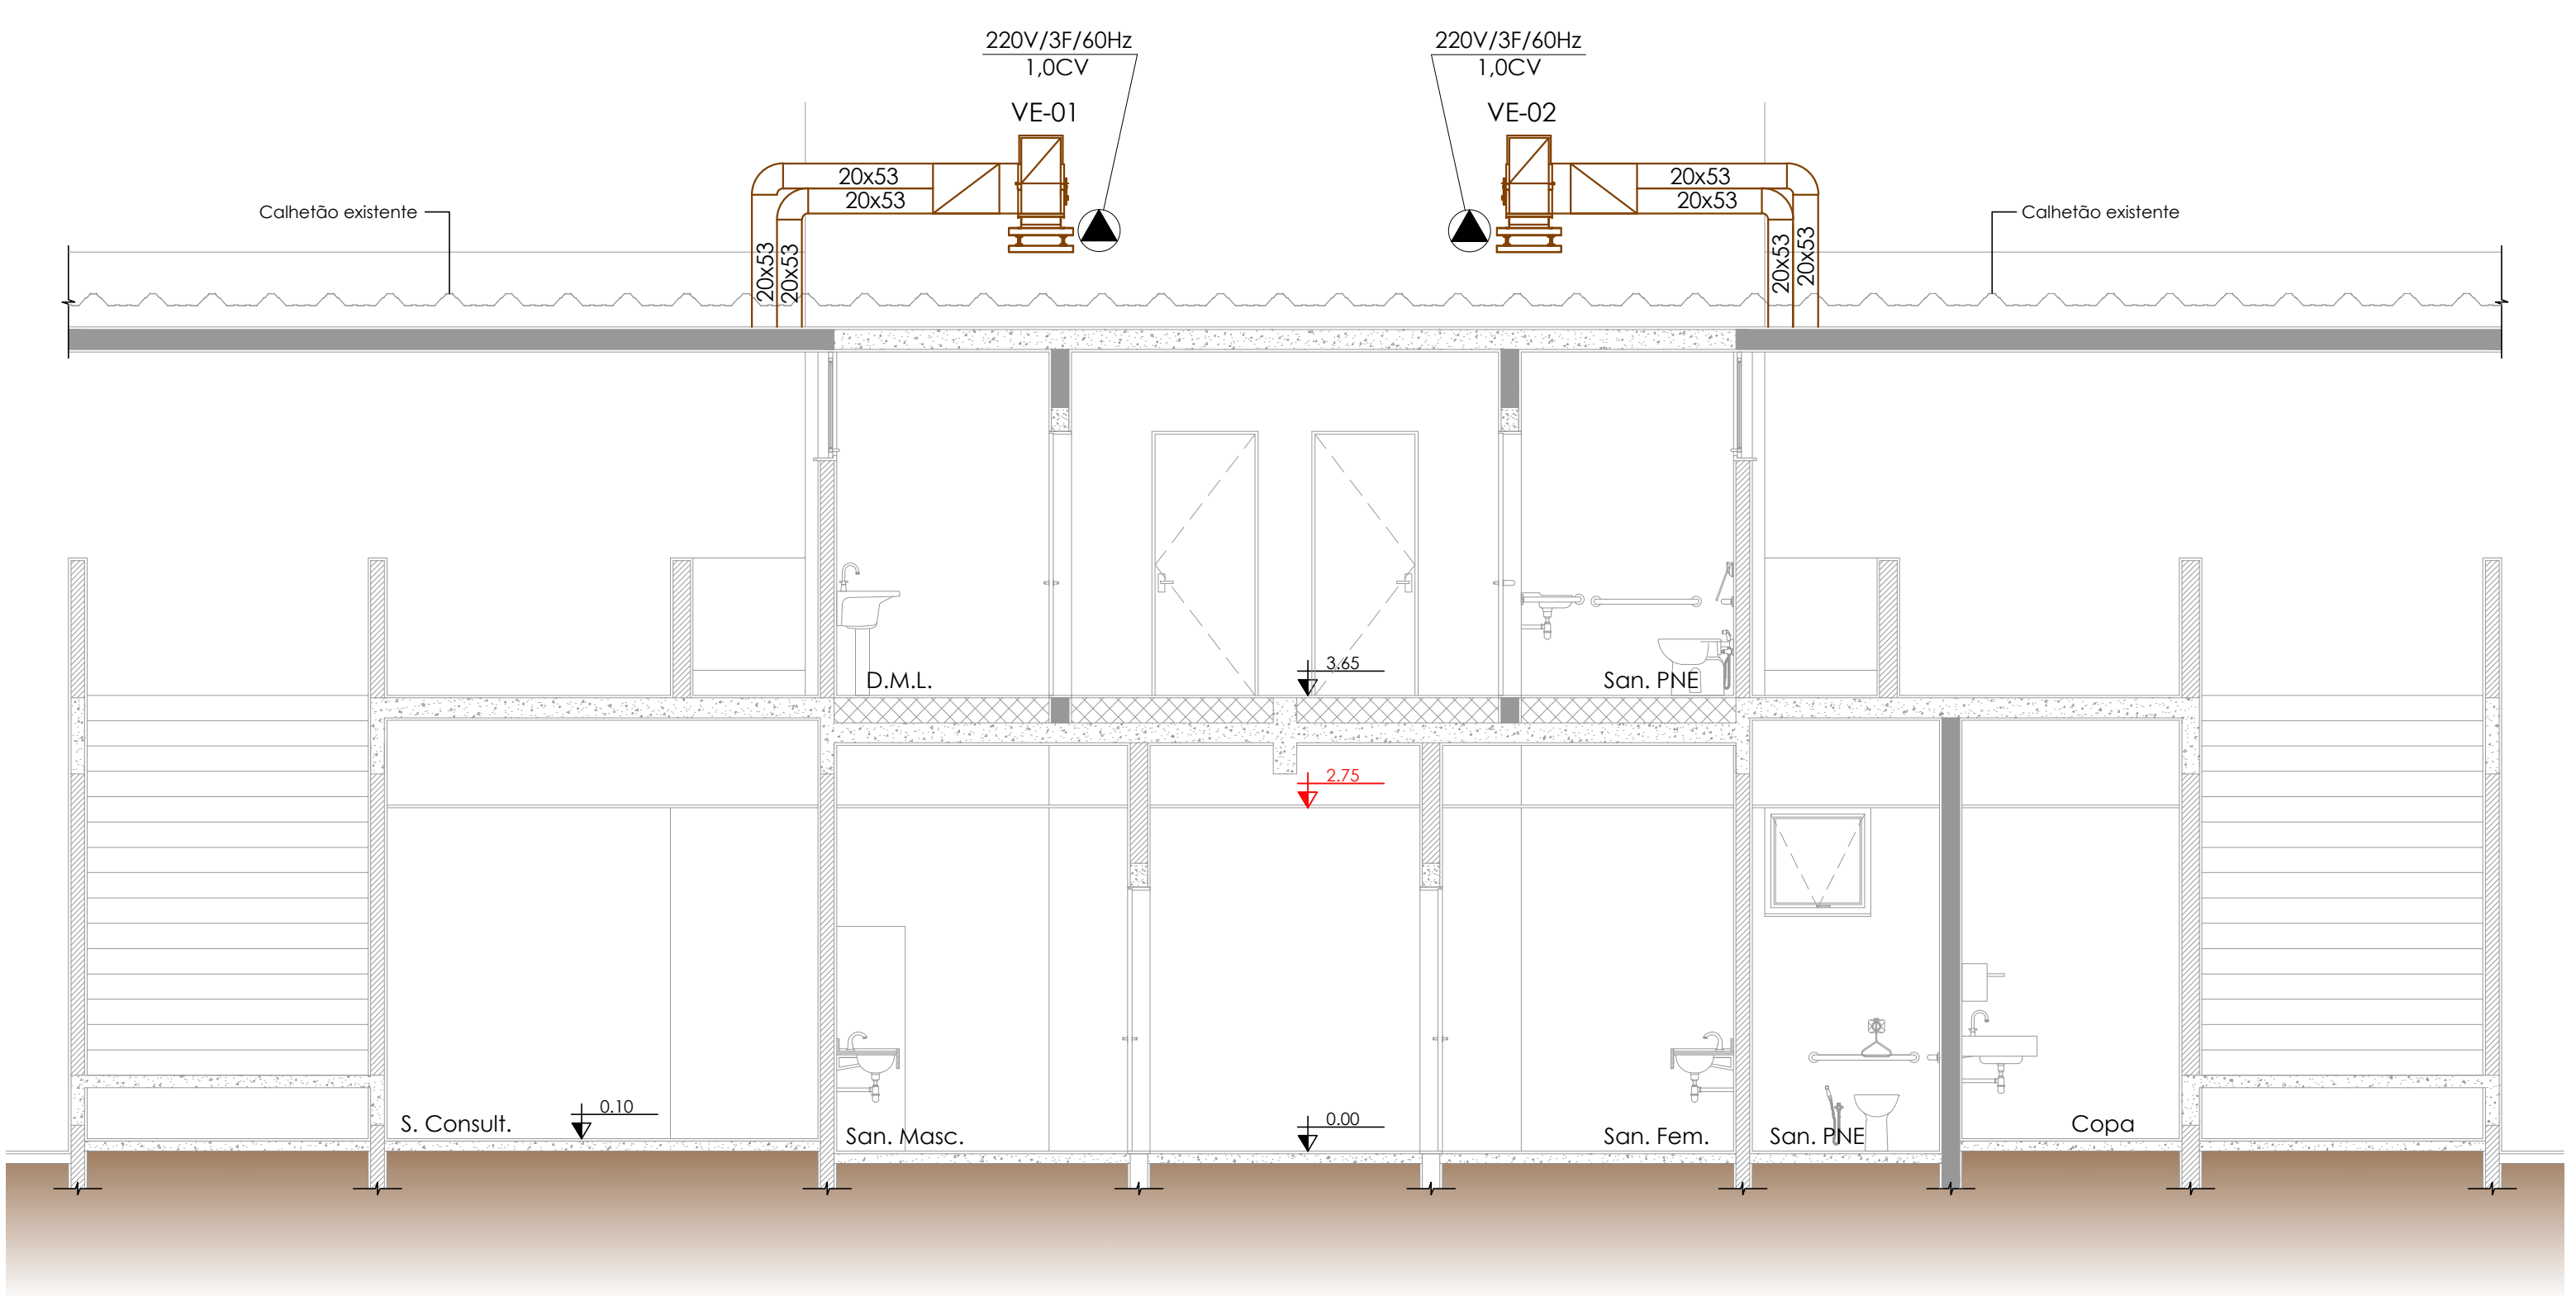 220V/3F/60Hz
1,0CV
220V/3F/60Hz
1,0CV
VE-01
VE-02
20x53
20x53
20x53
20x53
Calhetão existente
Calhetão existente
20x53
20x53
20x53
20x53
3.65
D.M.L.
San. PNE
2.75
0.10
S. Consult.
0.00
San. Masc.
San. Fem.
San. PNE
Copa